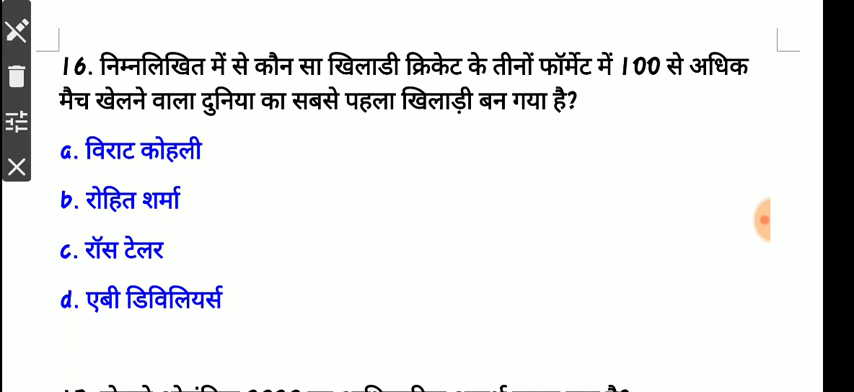 16. निम्नलिखित में से कौन सा खिलाडी क्रिकेट के तीनों फॉर्मेट में 100 से अधिक
मैच खेलने वाला दुनिया का सबसे पहला खिलाड़ी बन गया है?
a. विराट कोहली
b. रोहित शर्मा
c. रॉस टेलर
d. एबी डिविलियर्स